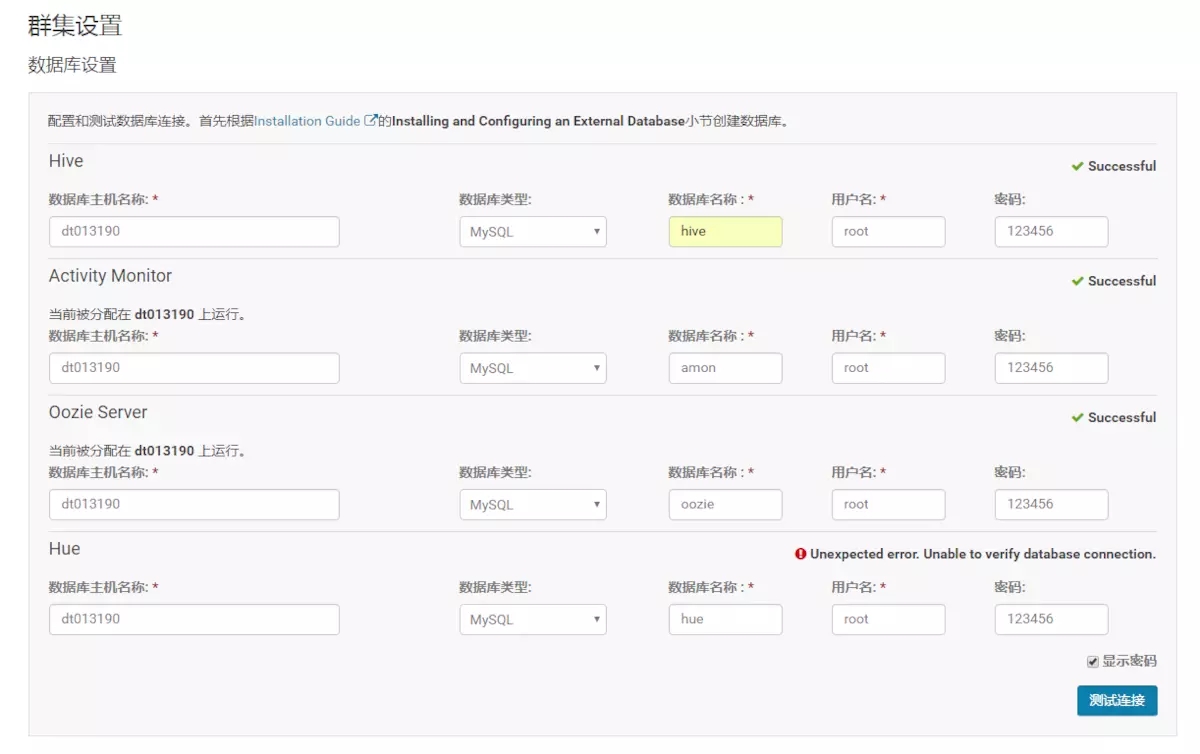 群集设置
数据库设置
配置和测试数据库连接。首先根据Installation Guide 的Installing and Configuring an External Database小节创建数据库。
Hive
Successful
数据库主机名称: * 数据库类型: 数据库名称 : * 用户名: * 密码:
dt013190 MySQL hive root 123456
Activity Monitor
Successful
当前被分配在 dt013190 上运行。
数据库主机名称: * 数据库类型: 数据库名称 : * 用户名: * 密码:
dt013190 MySQL amon root 123456
Oozie Server
Successful
当前被分配在 dt013190 上运行。
数据库主机名称: * 数据库类型: 数据库名称 : * 用户名: * 密码:
dt013190 MySQL oozie root 123456
Hue
Unexpected error. Unable to verify database connection.
数据库主机名称: * 数据库类型: 数据库名称 : * 用户名: * 密码:
dt013190 MySQL hue root 123456
显示密码
测试连接